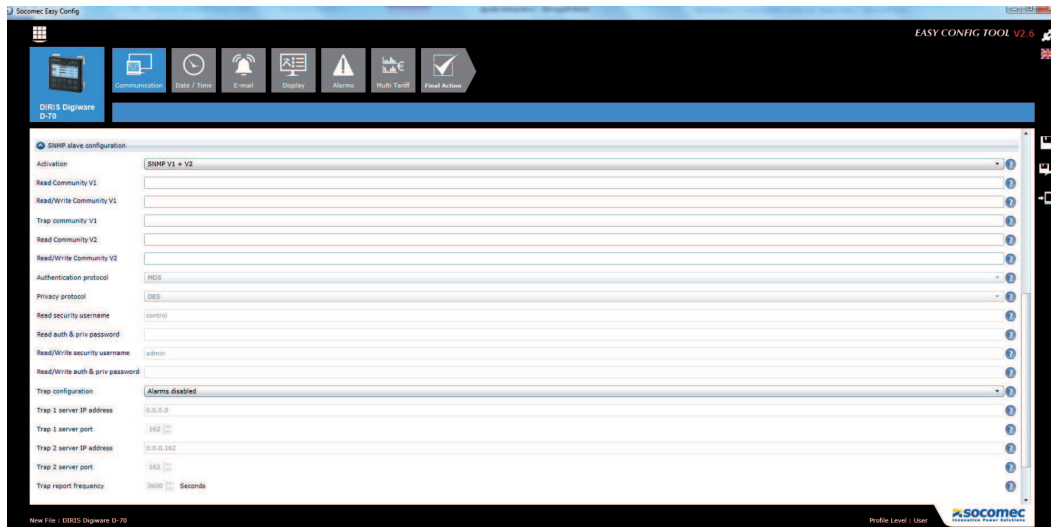 Socomec Easy Config
EASY CONFIG TOOL V2.6
Communication
Date / Time
E-mail
Display
Alarms
Multi Tariff
Final Action
DIRIS Digiware
D-70
SNMP slave configuration
Activation SNMP V1 + V2
Read Community V1
Read/Write Community V1
Trap community V1
Read Community V2
Read/Write Community V2
Authentication protocol MD5
Privacy protocol DES
Read security username control
Read auth & priv password
Read/Write security username admin
Read/Write auth & priv password
Trap configuration Alarms disabled
Trap 1 server IP address 0.0.0.0
Trap 1 server port 162
Trap 2 server IP address 0.0.0.162
Trap 2 server port 162
Trap report frequency 3600 Seconds
New File : DIRIS Digiware D-70
Profile Level : User
socomec
Innovative Power Solutions